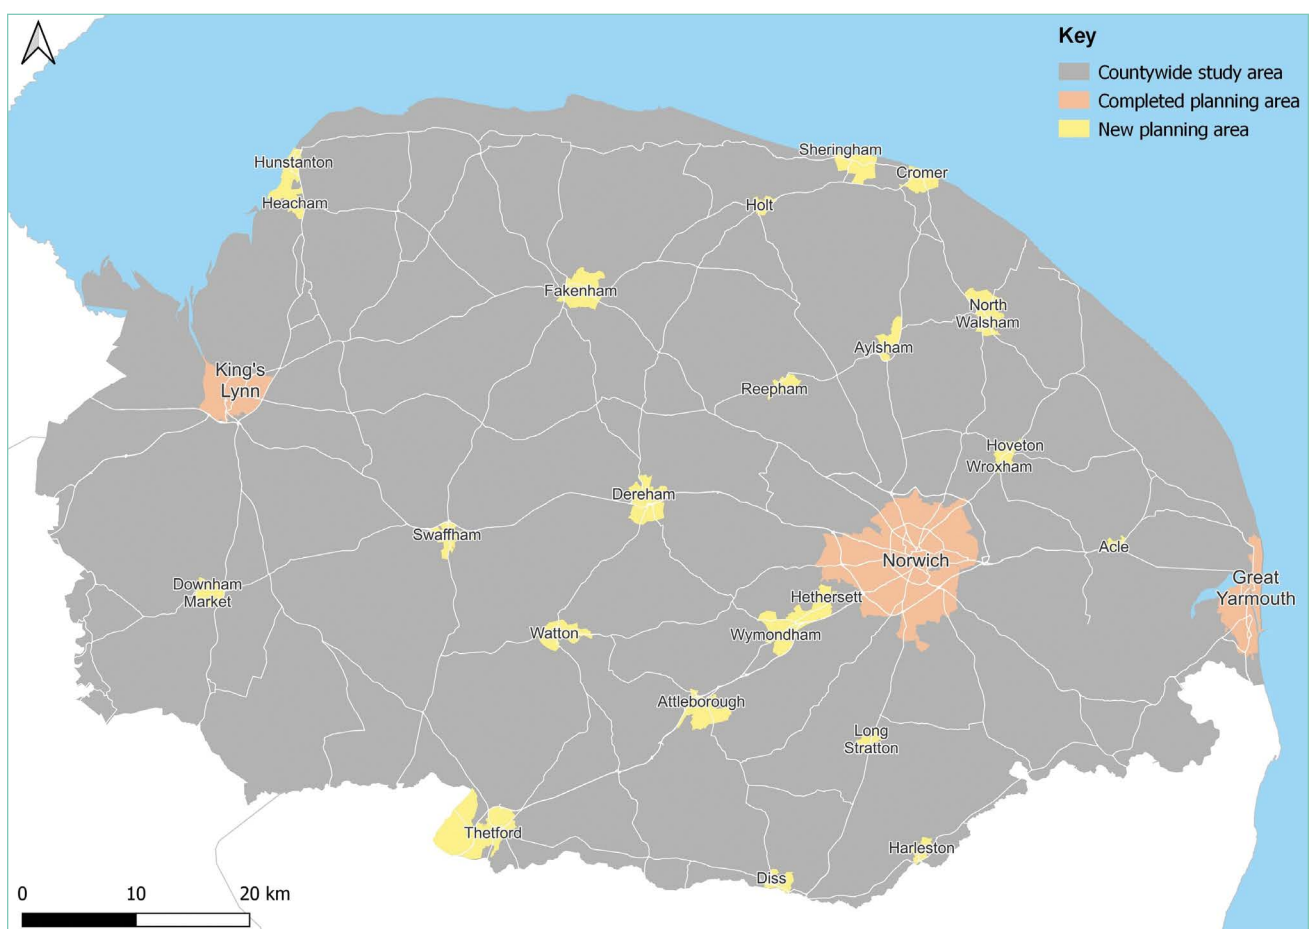 Key
Countywide study area
Completed planning area
New planning area
Sheringham
Hunstanton
Cromer
Heacham
Holt
Fakenham
North
Walsham
Aylsham
King's
Lynn
Reepham
Hoveton
Wroxham
Dereham
Swaffham
Acle
Norwich
Downham
Market
Great
Yarmouth
Hethersett
Watton
Wymondham
Attleborough
Long
Stratton
Thetford
Harleston
Diss
0 10 20 km